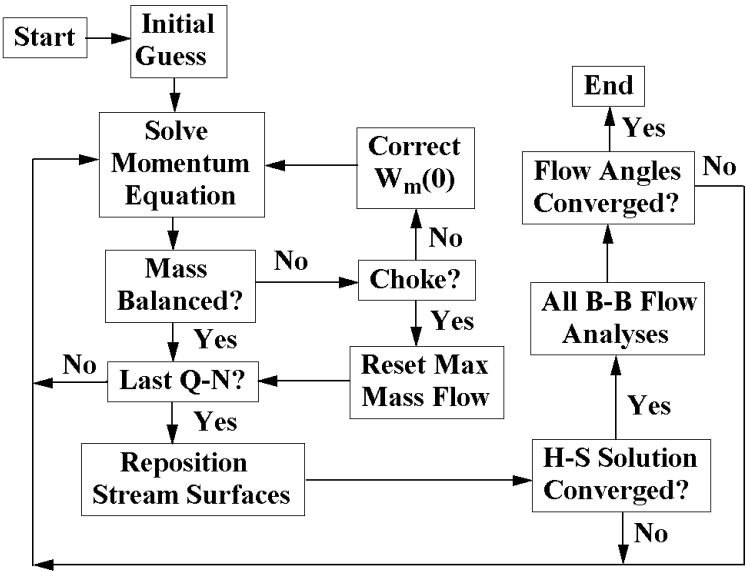 Start
Initial
Guess
Solve
Momentum
Equation
Correct
Wₘ(0)
No
Mass
Balanced?
No
Choke?
Yes
Yes
Last Q-N?
No
Reset Max
Mass Flow
Yes
Reposition
Stream Surfaces
H-S Solution
Converged?
No
Yes
All B-B Flow
Analyses
Flow Angles
Converged?
No
Yes
End